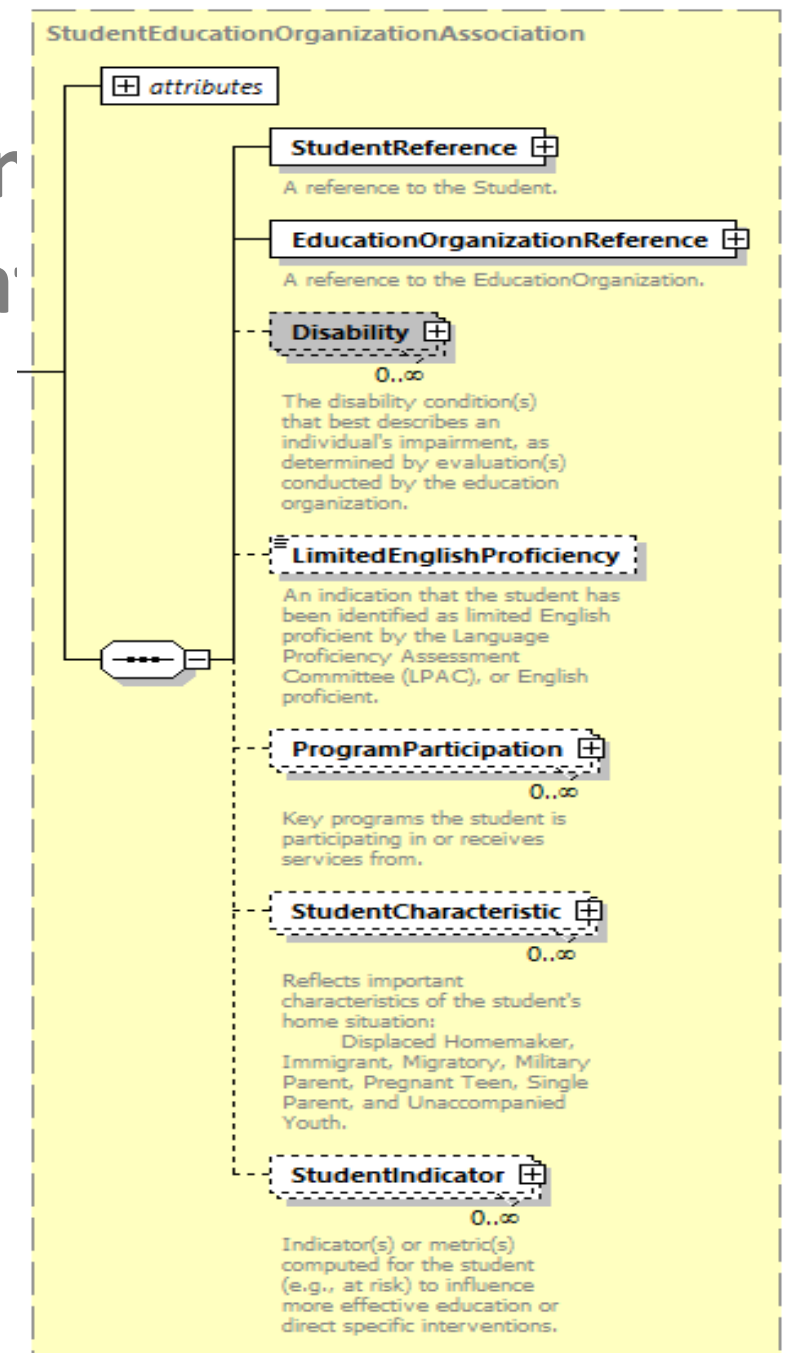 StudentEducationOrganizationAssociation
attributes
StudentReference
A reference to the Student.
EducationOrganizationReference
A reference to the EducationOrganization.
Disability
0..∞
The disability condition(s)
that best describes an
individual's impairment, as
determined by evaluation(s)
conducted by the education
organization.
LimitedEnglishProficiency
An indication that the student has
been identified as limited English
proficient by the Language
Proficiency Assessment
Committee (LPAC), or English
proficient.
ProgramParticipation
0..∞
Key programs the student is
participating in or receives
services from.
StudentCharacteristic
0..∞
Reflects important
characteristics of the student's
home situation:
Displaced Homemaker,
Immigrant, Migratory, Military
Parent, Pregnant Teen, Single
Parent, and Unaccompanied
Youth.
StudentIndicator
0..∞
Indicator(s) or metric(s)
computed for the student
(e.g., at risk) to influence
more effective education or
direct specific interventions.